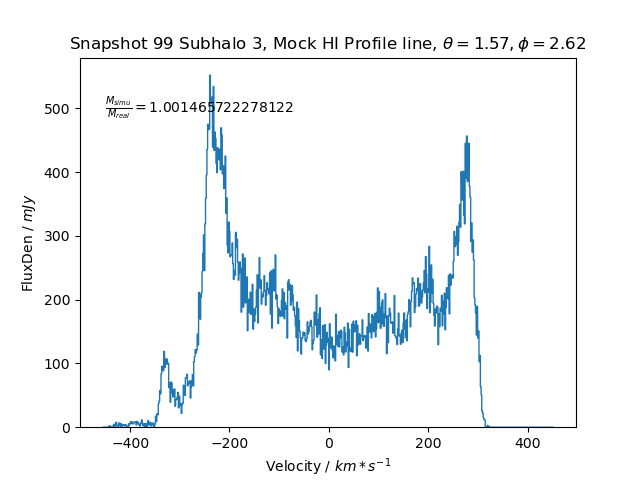 Snapshot 99 Subhalo 3, Mock HI Profile line, θ = 1.57, ϕ = 2.62
M_simu/M_real = 1.001465722278122
500
400
300
200
100
0
FluxDen / mJy
−400 −200 0 200 400
Velocity / km * s⁻¹